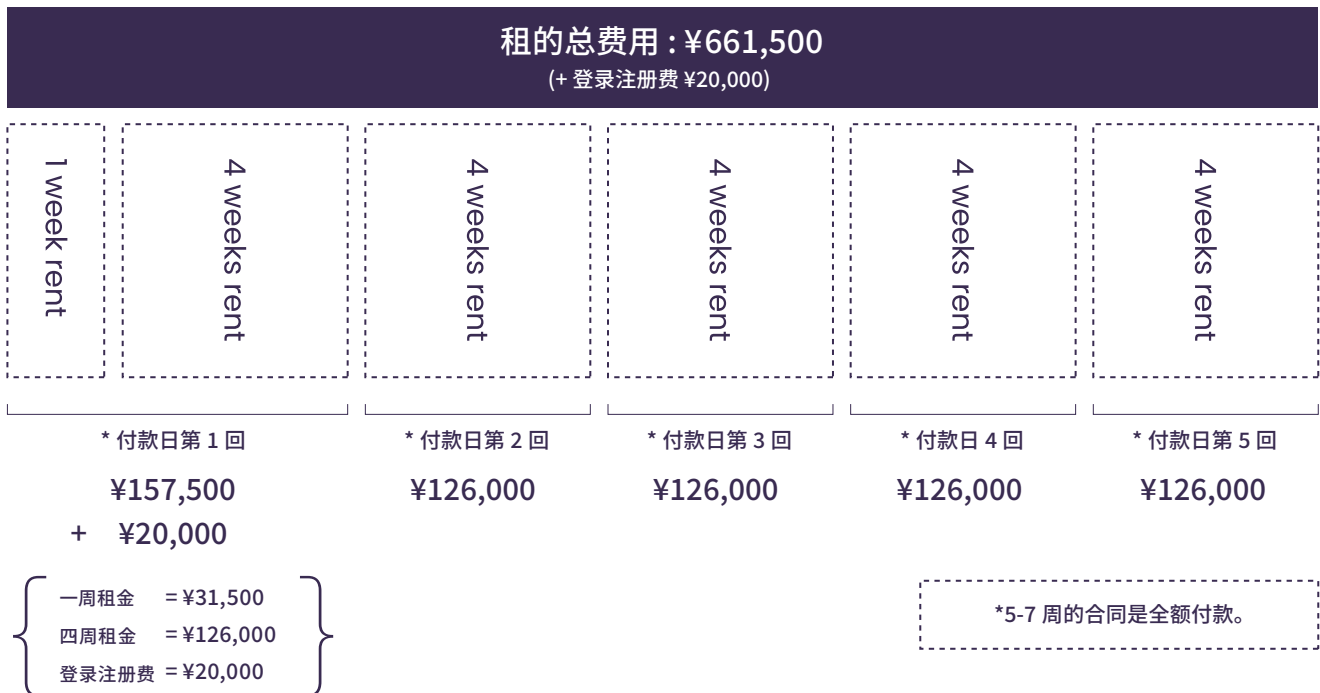 租的总费用 : ¥661,500
(+ 登录注册费 ¥20,000)
1 week rent
4 weeks rent
4 weeks rent
4 weeks rent
4 weeks rent
4 weeks rent
* 付款日第 1 回
* 付款日第 2 回
* 付款日第 3 回
* 付款日 4 回
* 付款日第 5 回
¥157,500
¥126,000
¥126,000
¥126,000
¥126,000
+ ¥20,000
一周租金 = ¥31,500
四周租金 = ¥126,000
登录注册费 = ¥20,000
*5-7 周的合同是全额付款。